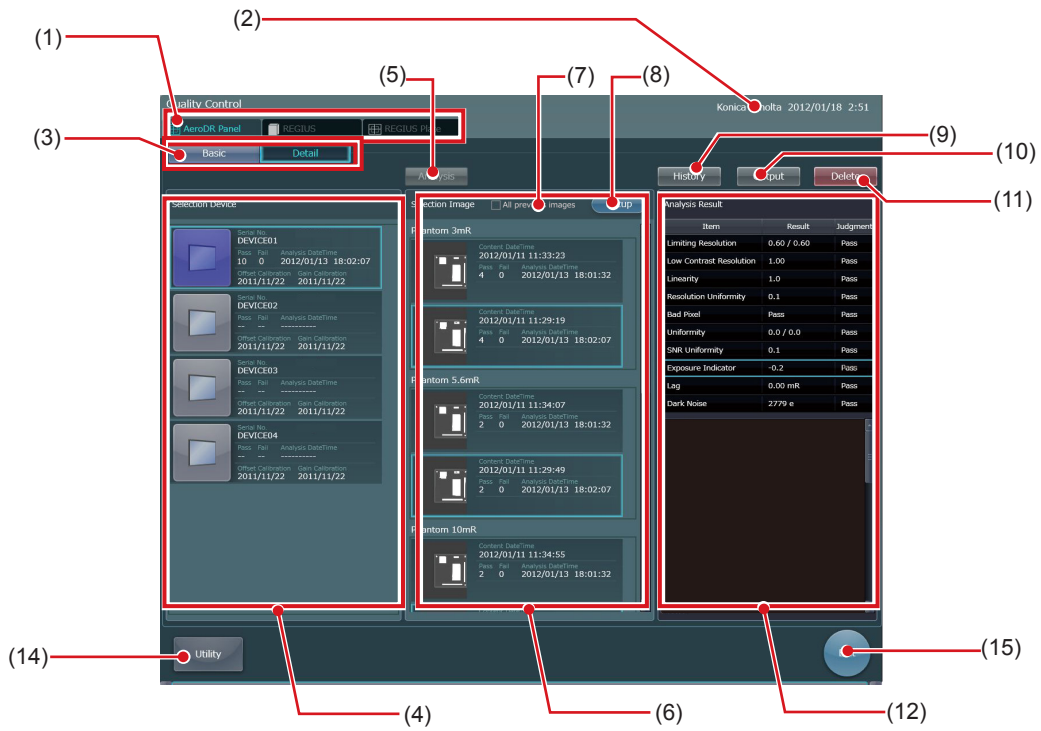 (2)
(1)
(5)
(7)
(8)
Quality Control
Konica Minolta 2012/01/18 2:51
AeroDR Panel
REGIUS
REGIUS Plate
(3)
Basic
Detail
(9)
(10)
(11)
Analysis
History
Output
Delete
Selection Device
Serial No.
DEVICE01
Pass Fail Analysis DateTime
10 0 2012/01/13 18:02:07
Offset Calibration Gain Calibration
2011/11/22 2011/11/22
Serial No.
DEVICE02
Pass Fail Analysis DateTime
-- -- ----------
Offset Calibration Gain Calibration
2011/11/22 2011/11/22
Serial No.
DEVICE03
Pass Fail Analysis DateTime
-- -- ----------
Offset Calibration Gain Calibration
2011/11/22 2011/11/22
Serial No.
DEVICE04
Pass Fail Analysis DateTime
-- -- ----------
Offset Calibration Gain Calibration
2011/11/22 2011/11/22
Selection Image
All previous images
Phantom 3mR
Content DateTime
2012/01/11 11:33:23
Pass Fail Analysis DateTime
4 0 2012/01/13 18:01:32
Content DateTime
2012/01/11 11:29:19
Pass Fail Analysis DateTime
4 0 2012/01/13 18:02:07
Phantom 5.6mR
Content DateTime
2012/01/11 11:34:07
Pass Fail Analysis DateTime
2 0 2012/01/13 18:01:32
Content DateTime
2012/01/11 11:29:49
Pass Fail Analysis DateTime
2 0 2012/01/13 18:02:07
Phantom 10mR
Content DateTime
2012/01/11 11:34:55
Pass Fail Analysis DateTime
2 0 2012/01/13 18:01:32
Analysis Result
Item Result Judgment
Limiting Resolution 0.60 / 0.60 Pass
Low Contrast Resolution 1.00 Pass
Linearity 1.0 Pass
Resolution Uniformity 0.1 Pass
Bad Pixel Pass Pass
Uniformity 0.0 / 0.0 Pass
SNR Uniformity 0.1 Pass
Exposure Indicator -0.2 Pass
Lag 0.00 mR Pass
Dark Noise 2779 e Pass
(14)
Utility
(15)
(4)
(6)
(12)